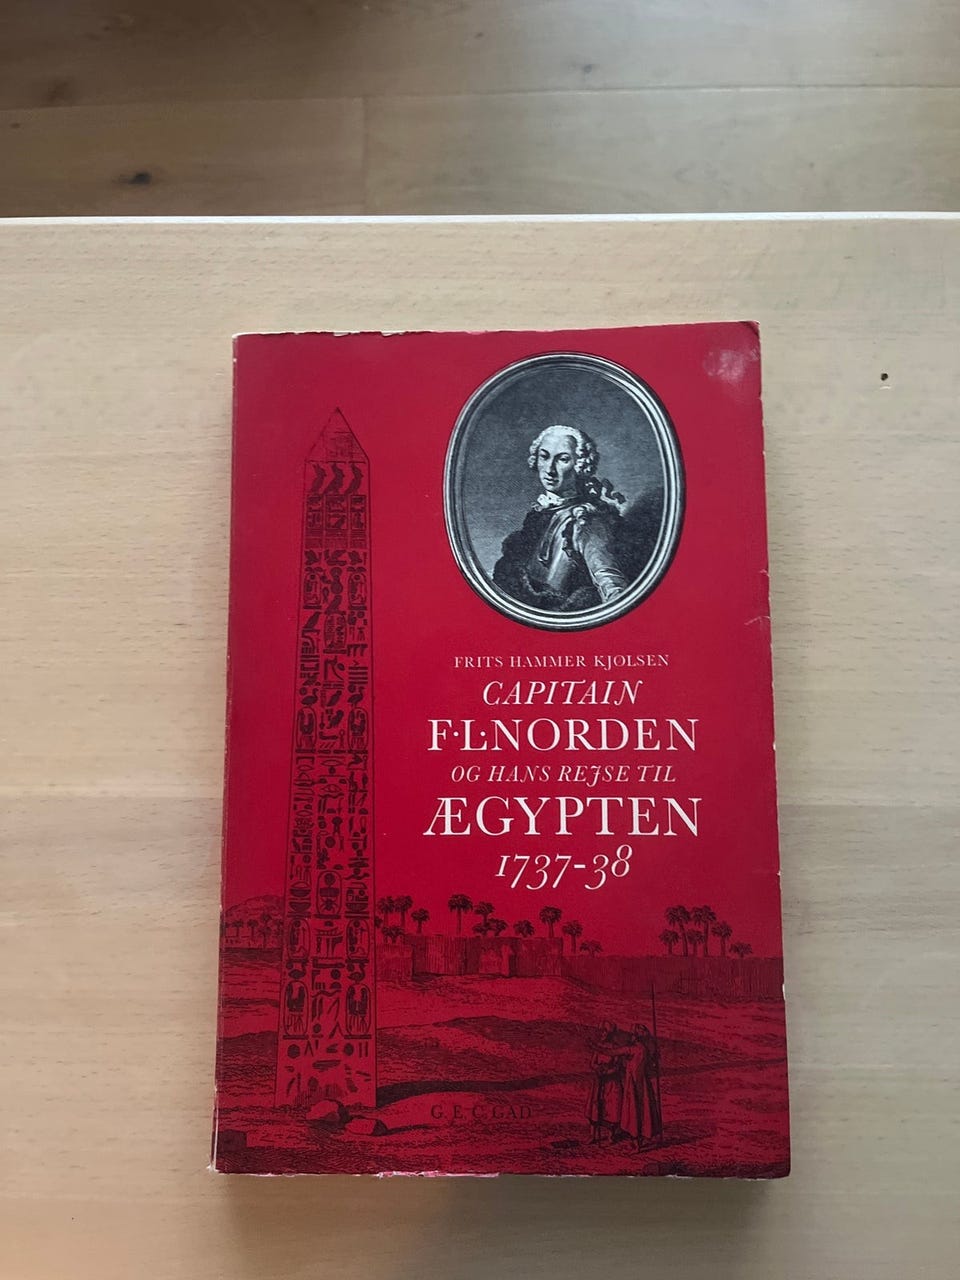 FRITS HAMMER KJØLSEN
CAPITAIN
F·L·NORDEN
OG HANS REJSE TIL
ÆGYPTEN
1737-38
G. E. C. GAD